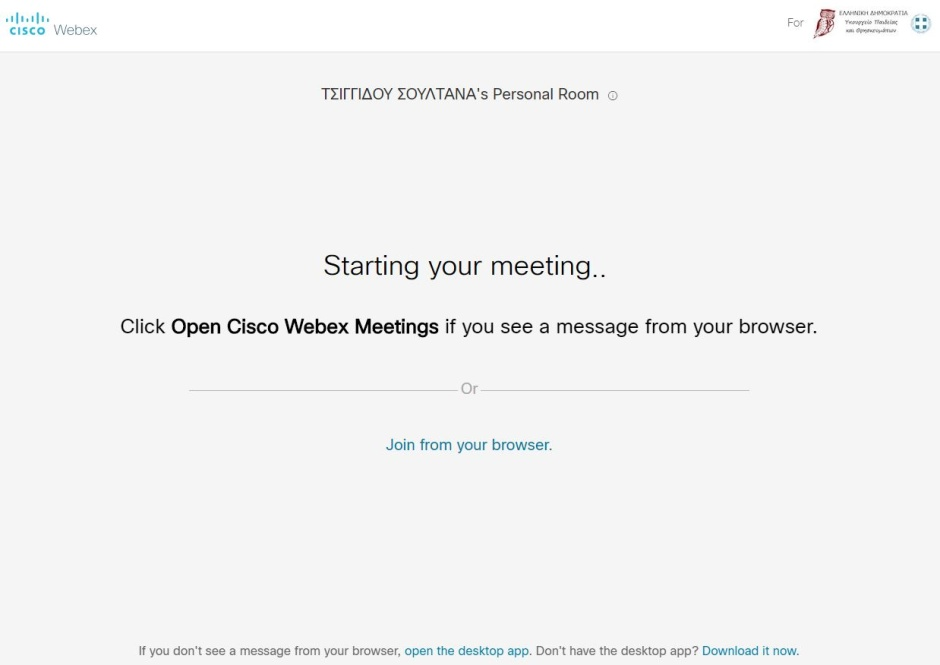 cisco Webex
For
ΕΛΛΗΝΙΚΗ ΔΗΜΟΚΡΑΤΙΑ
Υπουργείο Παιδείας
και Θρησκευμάτων
ΤΣΙΓΓΙΔΟΥ ΣΟΥΛΤΑΝΑ's Personal Room
Starting your meeting..
Click Open Cisco Webex Meetings if you see a message from your browser.
Or
Join from your browser.
If you don't see a message from your browser, open the desktop app. Don't have the desktop app? Download it now.